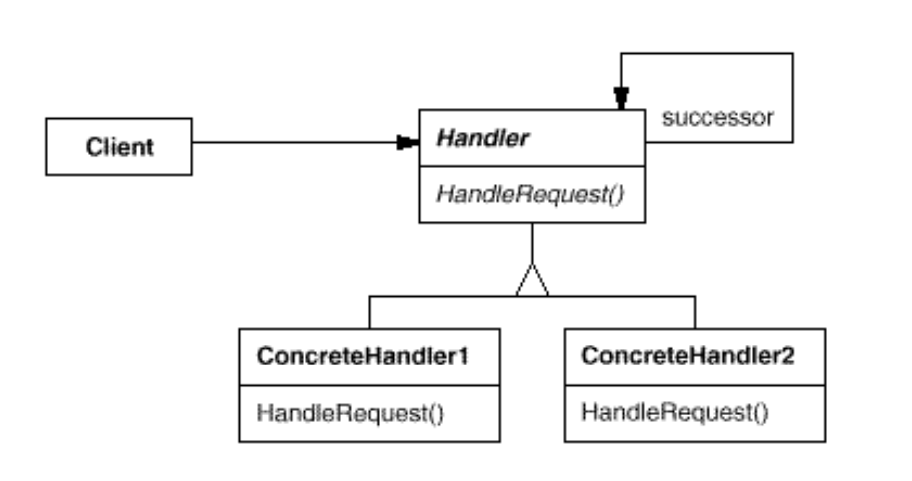 successor
Client
Handler
HandleRequest()
ConcreteHandler1
ConcreteHandler2
HandleRequest()
HandleRequest()